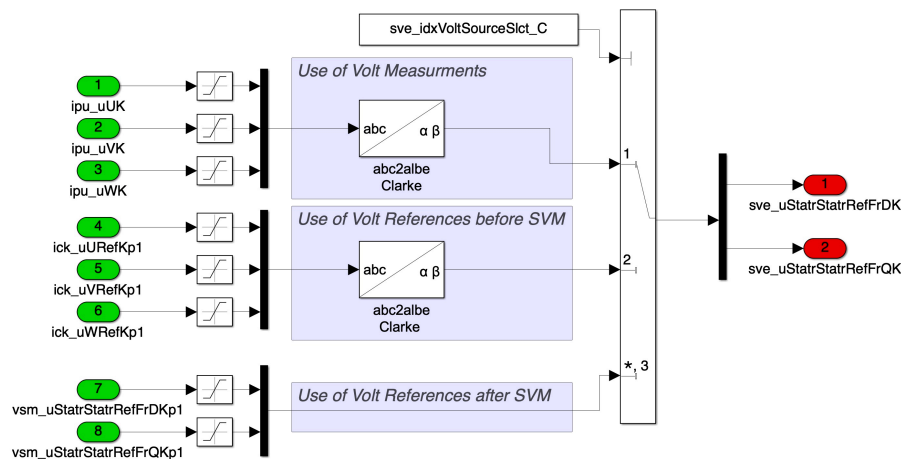 sve_idxVoltSourceSlct_C
Use of Volt Measurments
1
ipu_uUK
2
ipu_uVK
3
ipu_uWK
abc
α β
abc2albe
Clarke
1
Use of Volt References before SVM
4
ick_uURefKp1
5
ick_uVRefKp1
6
ick_uWRefKp1
abc
α β
abc2albe
Clarke
2
Use of Volt References after SVM
7
vsm_uStatrStatrRefFrDKp1
8
vsm_uStatrStatrRefFrQKp1
*, 3
1
sve_uStatrStatrRefFrDK
2
sve_uStatrStatrRefFrQK